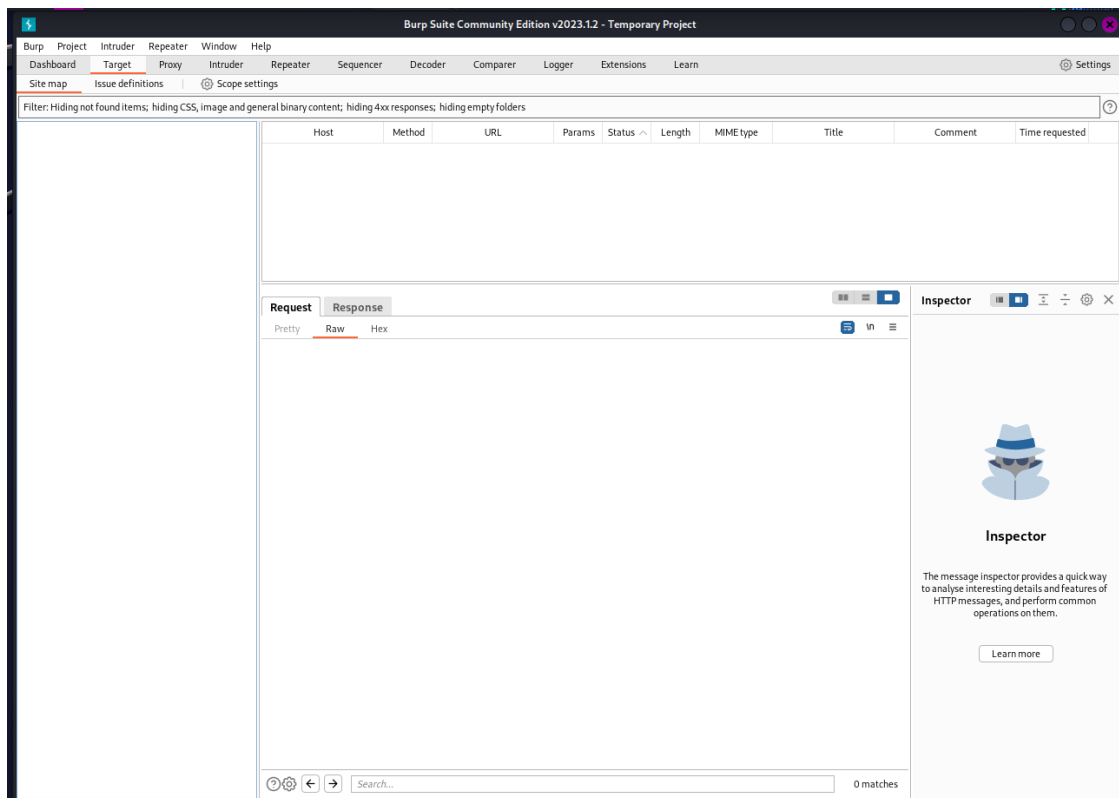 Burp Suite Community Edition v2023.1.2 - Temporary Project
Burp Project Intruder Repeater Window Help
Dashboard Target Proxy Intruder Repeater Sequencer Decoder Comparer Logger Extensions Learn Settings
Site map Issue definitions Scope settings
Filter: Hiding not found items; hiding CSS, image and general binary content; hiding 4xx responses; hiding empty folders
Host Method URL Params Status Length MIME type Title Comment Time requested
Request Response
Inspector
Pretty Raw Hex \n
Inspector
The message inspector provides a quick way
to analyse interesting details and features of
HTTP messages, and perform common
operations on them.
Learn more
Search...
0 matches